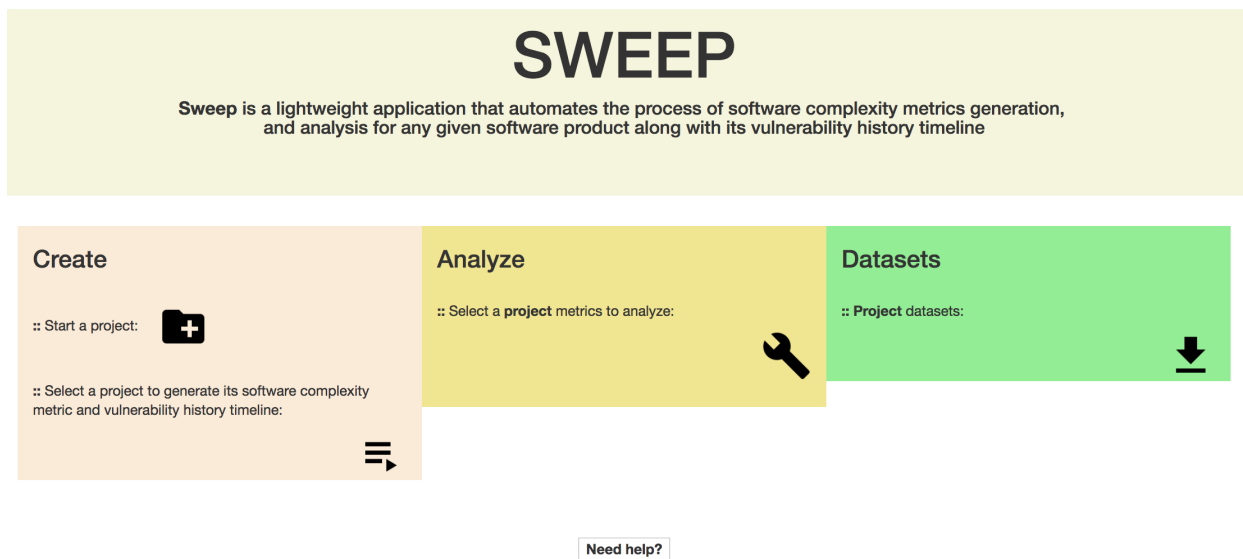 SWEEP
Sweep is a lightweight application that automates the process of software complexity metrics generation,
and analysis for any given software product along with its vulnerability history timeline
Create
:: Start a project:
:: Select a project to generate its software complexity
metric and vulnerability history timeline:
Analyze
:: Select a project metrics to analyze:
Datasets
:: Project datasets:
Need help?